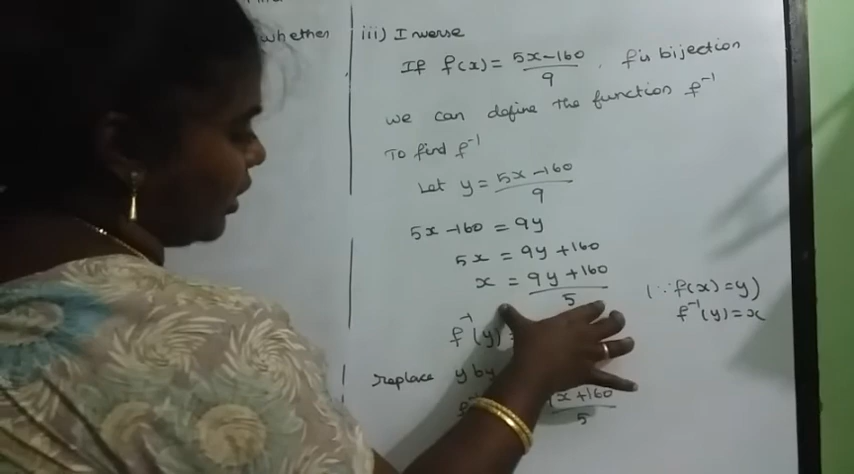 whether
iii) Inverse
If f(x) = 5x-160/9, f is bijection
we can define the function f⁻¹
To find f⁻¹
Let y = 5x-160/9
5x-160 = 9y
5x = 9y+160
x = 9y+160/5
(∵ f(x)=y)
f⁻¹(y)=x
f⁻¹(y)
replace y by
x+160/5